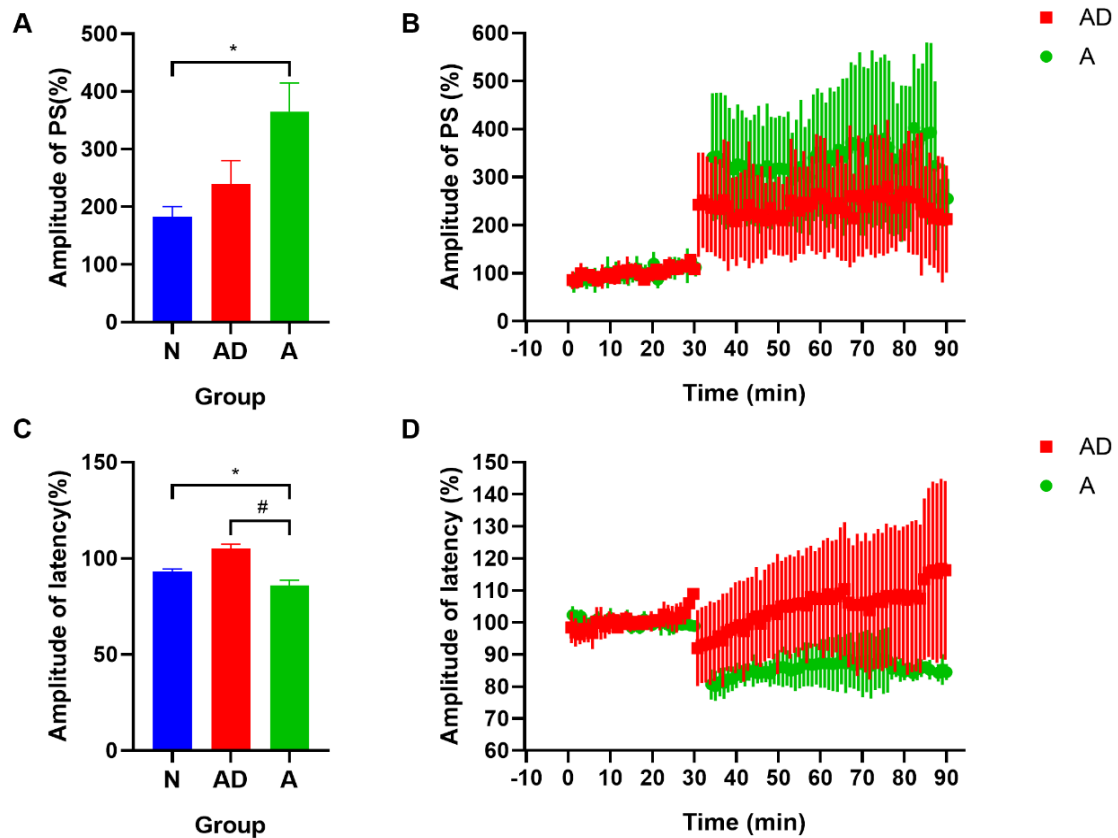 A
Amplitude of PS(%)
500
400
300
200
100
0
*
N AD A
Group
B
AD
A
Amplitude of PS (%)
600
500
400
300
200
100
0
-10 0 10 20 30 40 50 60 70 80 90
Time (min)
C
Amplitude of latency(%)
150
100
50
0
*
#
N AD A
Group
D
AD
A
Amplitude of latency (%)
150
140
130
120
110
100
90
80
70
60
-10 0 10 20 30 40 50 60 70 80 90
Time (min)